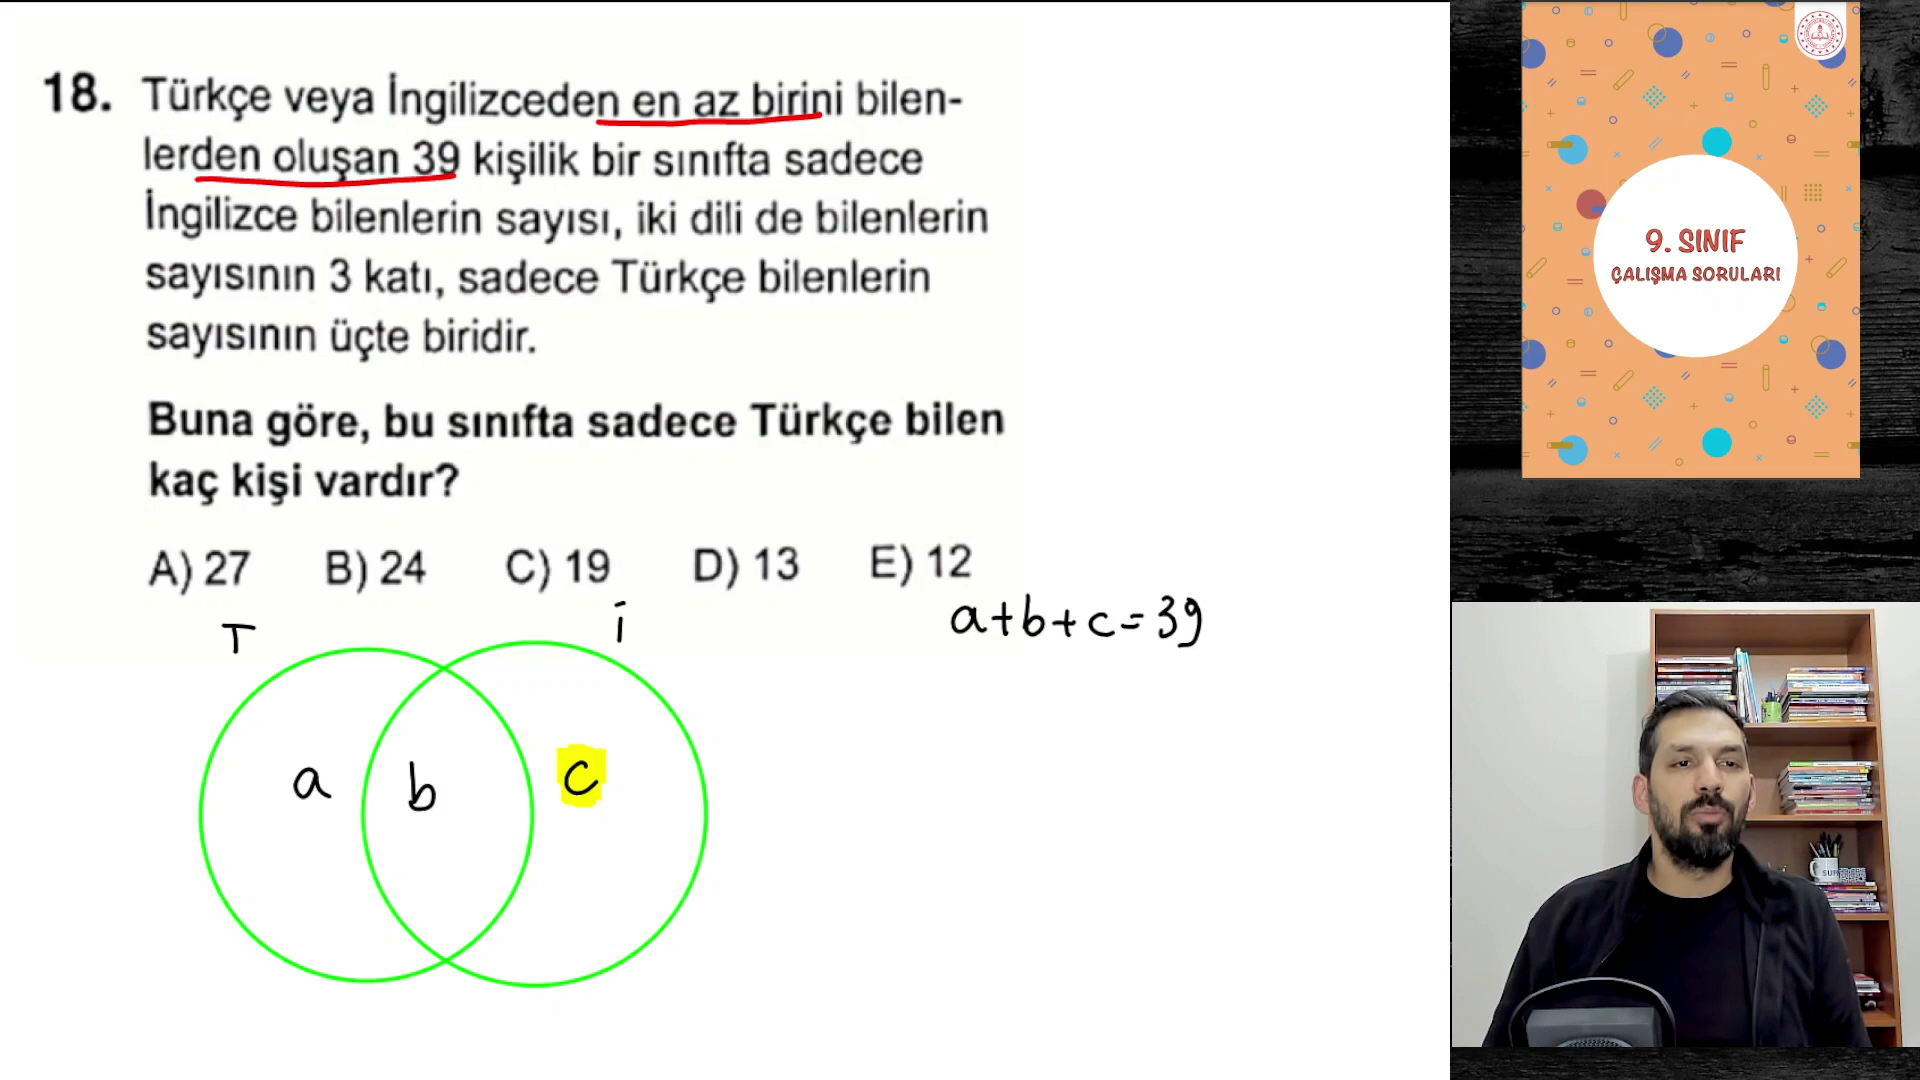 18. Türkçe veya İngilizceden en az birini bilen-
lerden oluşan 39 kişilik bir sınıfta sadece
İngilizce bilenlerin sayısı, iki dili de bilenlerin
sayısının 3 katı, sadece Türkçe bilenlerin
sayısının üçte biridir.
Buna göre, bu sınıfta sadece Türkçe bilen
kaç kişi vardır?
A) 27 B) 24 C) 19 D) 13 E) 12
T İ a+b+c=39
a b c
9. SINIF
ÇALIŞMA SORULARI